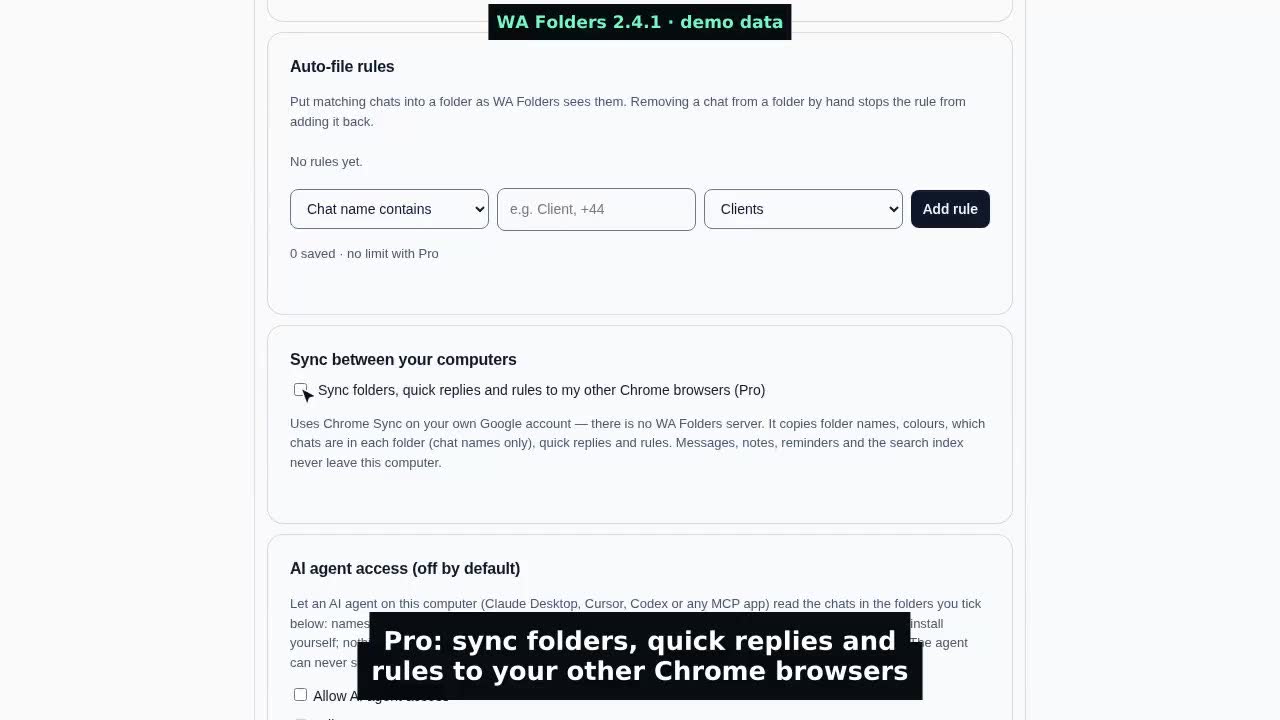 WA Folders 2.4.1 · demo data
Auto-file rules
Put matching chats into a folder as WA Folders sees them. Removing a chat from a folder by hand stops the rule from
adding it back.
No rules yet.
Chat name contains
e.g. Client, +44
Clients
Add rule
0 saved · no limit with Pro
Sync between your computers
Sync folders, quick replies and rules to my other Chrome browsers (Pro)
Uses Chrome Sync on your own Google account — there is no WA Folders server. It copies folder names, colours, which
chats are in each folder (chat names only), quick replies and rules. Messages, notes, reminders and the search index
never leave this computer.
AI agent access (off by default)
Let an AI agent on this computer (Claude Desktop, Cursor, Codex or any MCP app) read the chats in the folders you tick
below: names install
yourself; The agent
can never
Allow AI agent access
Pro: sync folders, quick replies and
rules to your other Chrome browsers